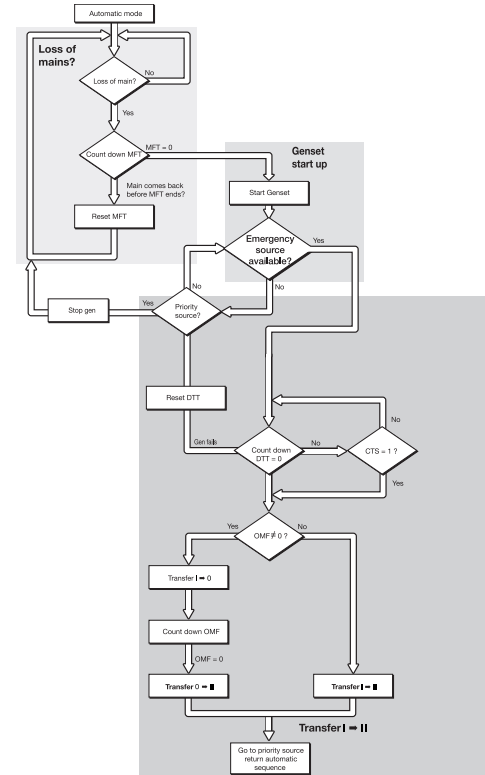 Automatic mode
Loss of
mains?
Loss of main?
No
Yes
Count down MFT
MFT = 0
Main comes back
before MFT ends?
Reset MFT
Genset
start up
Start Genset
Emergency
source
available?
Yes
No
No
Priority
source?
Yes
Stop gen
Reset DTT
Gen fails
Count down
DTT = 0
No
CTS = 1 ?
No
Yes
OMF ≠ 0 ?
Yes
No
Transfer I ➡ 0
Count down OMF
OMF = 0
Transfer 0 ➡ II
Transfer I ➡ II
Transfer I ➡ II
Go to priority source
return automatic
sequence